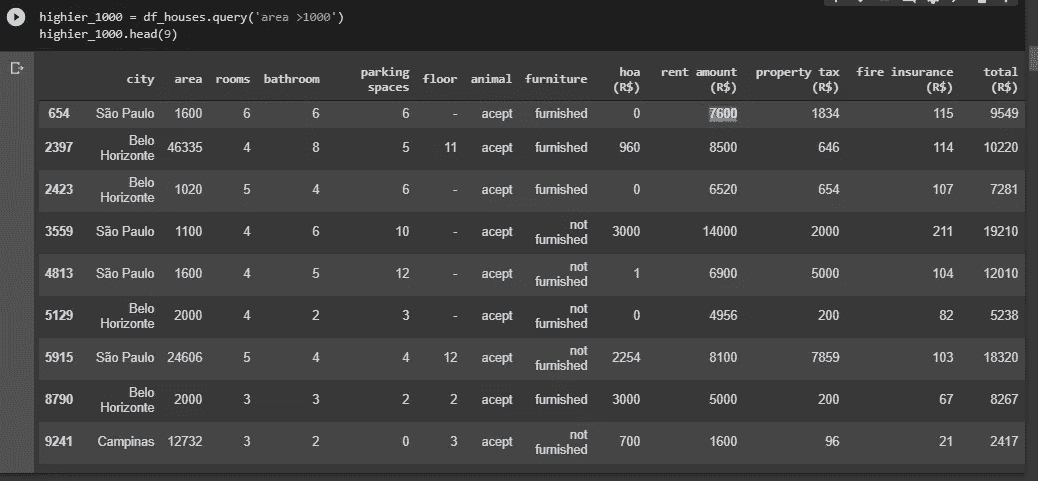 highier_1000 = df_houses.query('area >1000')
highier_1000.head(9)
city area rooms bathroom parking spaces floor animal furniture hoa (R$) rent amount (R$) property tax (R$) fire insurance (R$) total (R$)
654 São Paulo 1600 6 6 6 - acept furnished 0 7600 1834 115 9549
2397 Belo Horizonte 46335 4 8 5 11 acept furnished 960 8500 646 114 10220
2423 Belo Horizonte 1020 5 4 6 - acept furnished 0 6520 654 107 7281
3559 São Paulo 1100 4 6 10 - acept not furnished 3000 14000 2000 211 19210
4813 São Paulo 1600 4 5 12 - acept not furnished 1 6900 5000 104 12010
5129 Belo Horizonte 2000 4 2 3 - acept not furnished 0 4956 200 82 5238
5915 São Paulo 24606 5 4 4 12 acept not furnished 2254 8100 7859 103 18320
8790 Belo Horizonte 2000 3 3 2 2 acept furnished 3000 5000 200 67 8267
9241 Campinas 12732 3 2 0 3 acept not furnished 700 1600 96 21 2417